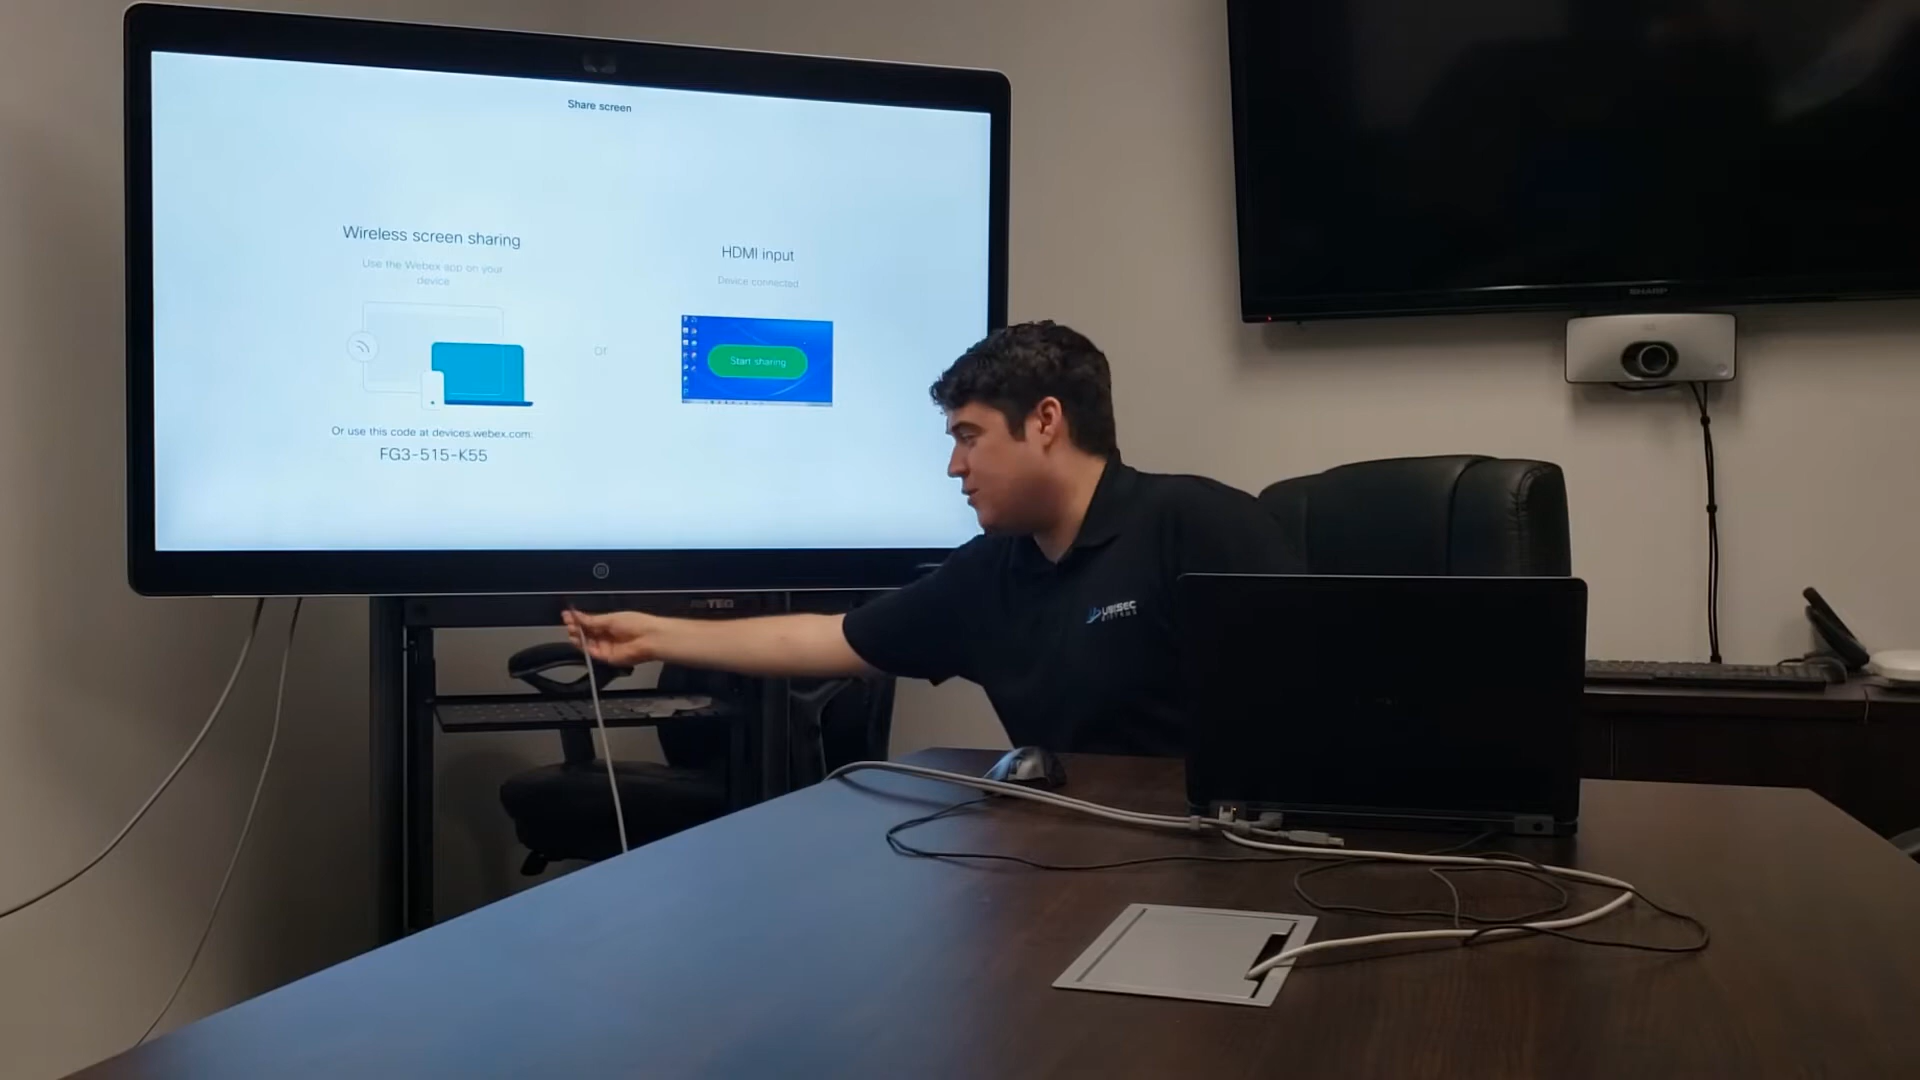 Share screen
Wireless screen sharing
Use the Webex app on your
device
Or use this code at devices.webex.com:
FG3-515-K55
or
HDMI input
Device connected
Start sharing
SHARP